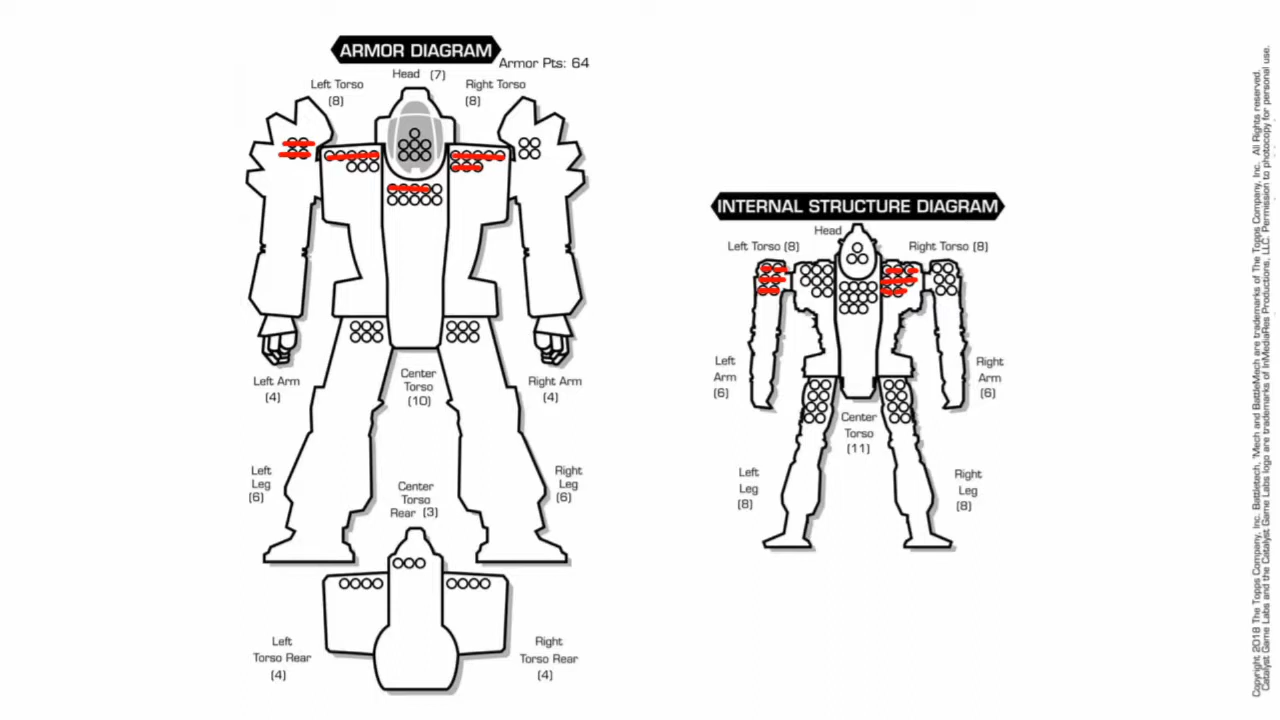 ARMOR DIAGRAM
Armor Pts: 64
Head (7)
Left Torso
(8)
Right Torso
(8)
Left Arm
(4)
Center
Torso
(10)
Right Arm
(4)
Left
Leg
(6)
Right
Leg
(6)
Center
Torso
Rear (3)
Left
Torso Rear
(4)
Right
Torso Rear
(4)
INTERNAL STRUCTURE DIAGRAM
Head
Left Torso (8)
Right Torso (8)
Left
Arm
(6)
Right
Arm
(6)
Center
Torso
(11)
Left
Leg
(8)
Right
Leg
(8)
Copyright 2018 The Topps Company, Inc. Battletech, 'Mech and BattleMech are trademarks of The Topps Company, Inc. All Rights reserved.
Catalyst Game Labs and the Catalyst Game Labs logo are trademarks of InMediaRes Productions, LLC. Permission to photocopy for personal use.